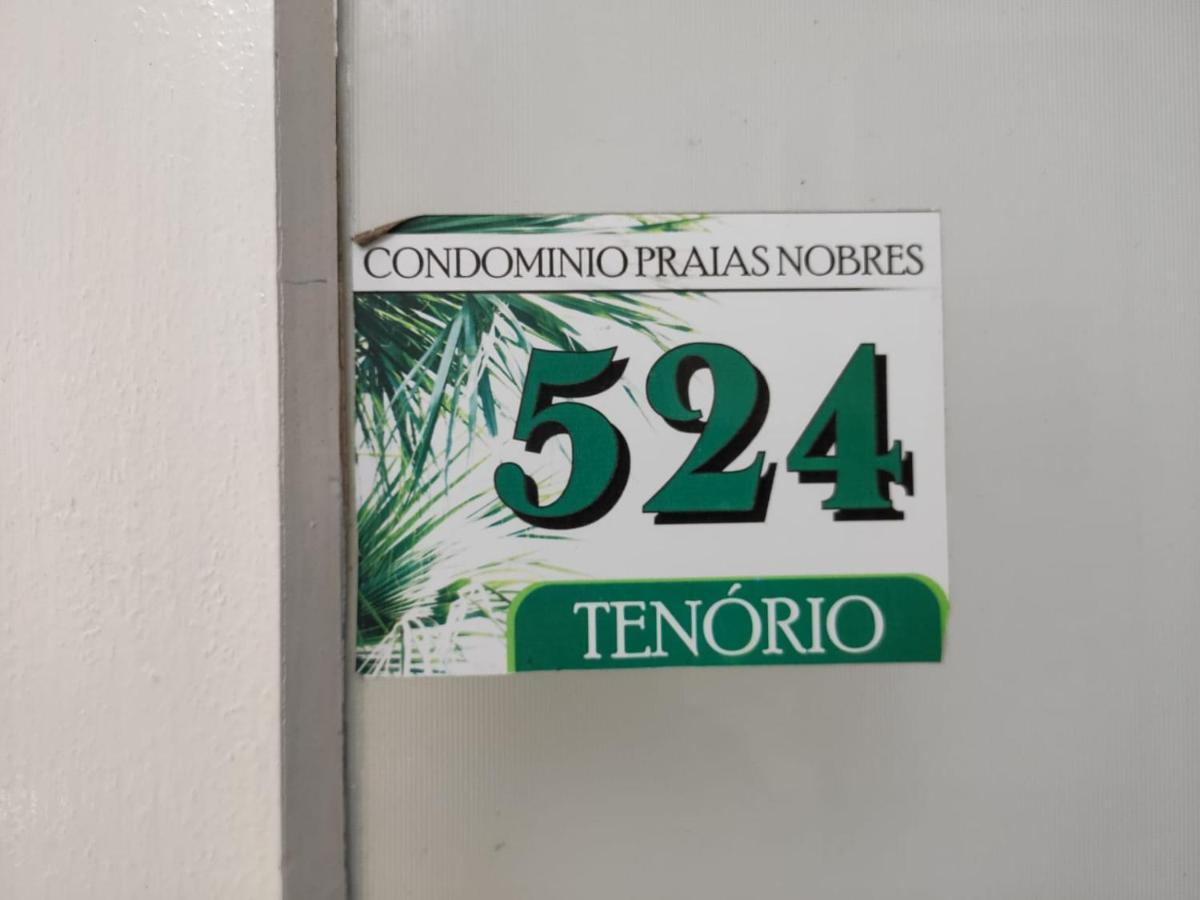 CONDOMINIO PRAIAS NOBRES
524
TENÓRIO